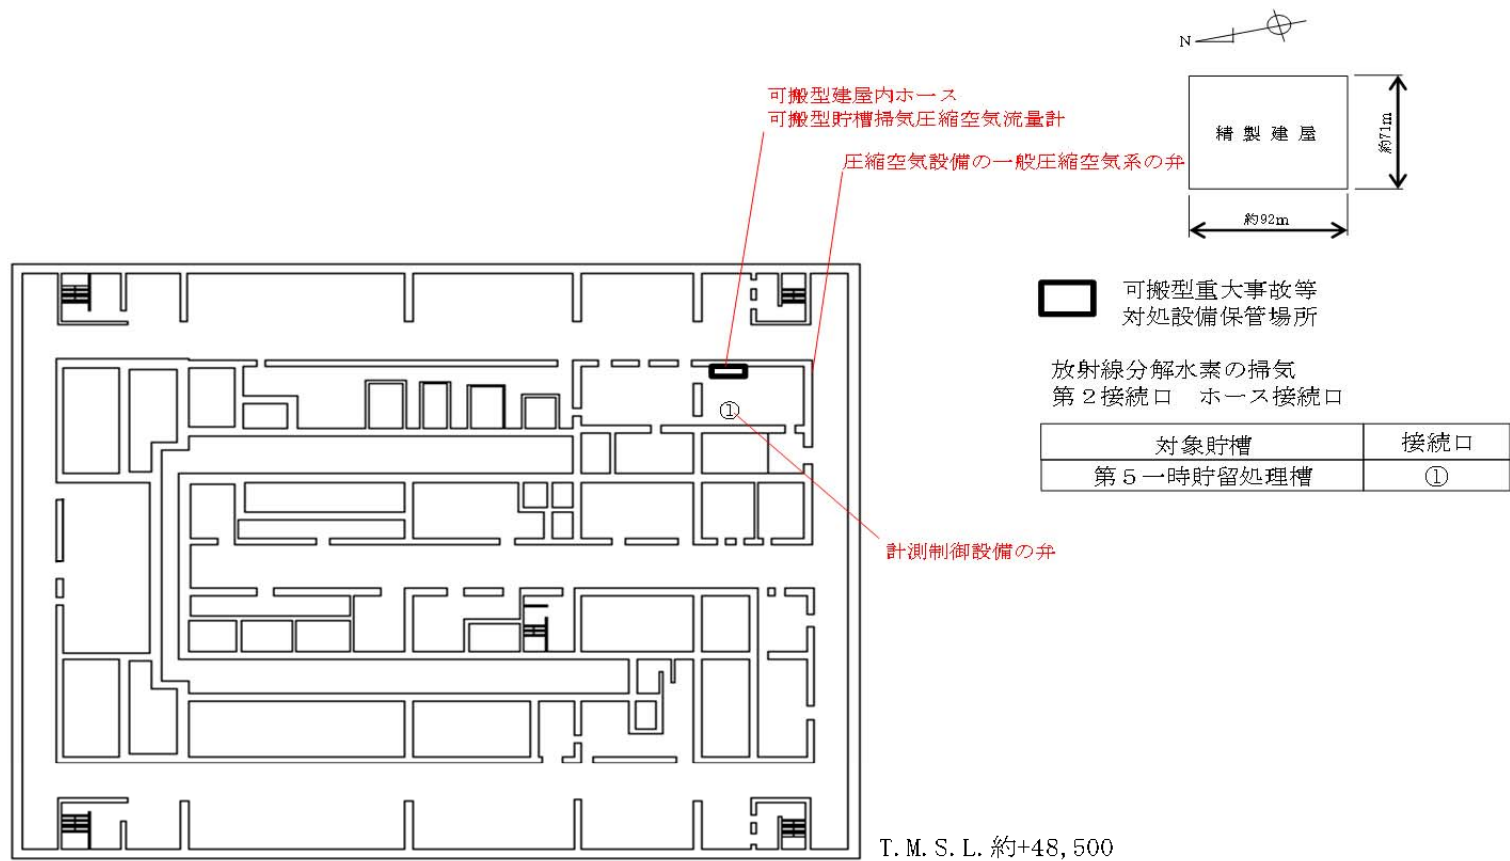 N
可搬型建屋内ホース
可搬型貯槽掃気圧縮空気流量計
圧縮空気設備の一般圧縮空気系の弁
精製建屋
約71m
約92m
可搬型重大事故等
対処設備保管場所
放射線分解水素の掃気
第2接続口 ホース接続口
対象貯槽 接続口
第5一時貯留処理槽 ①
①
計測制御設備の弁
T.M.S.L.約+48,500